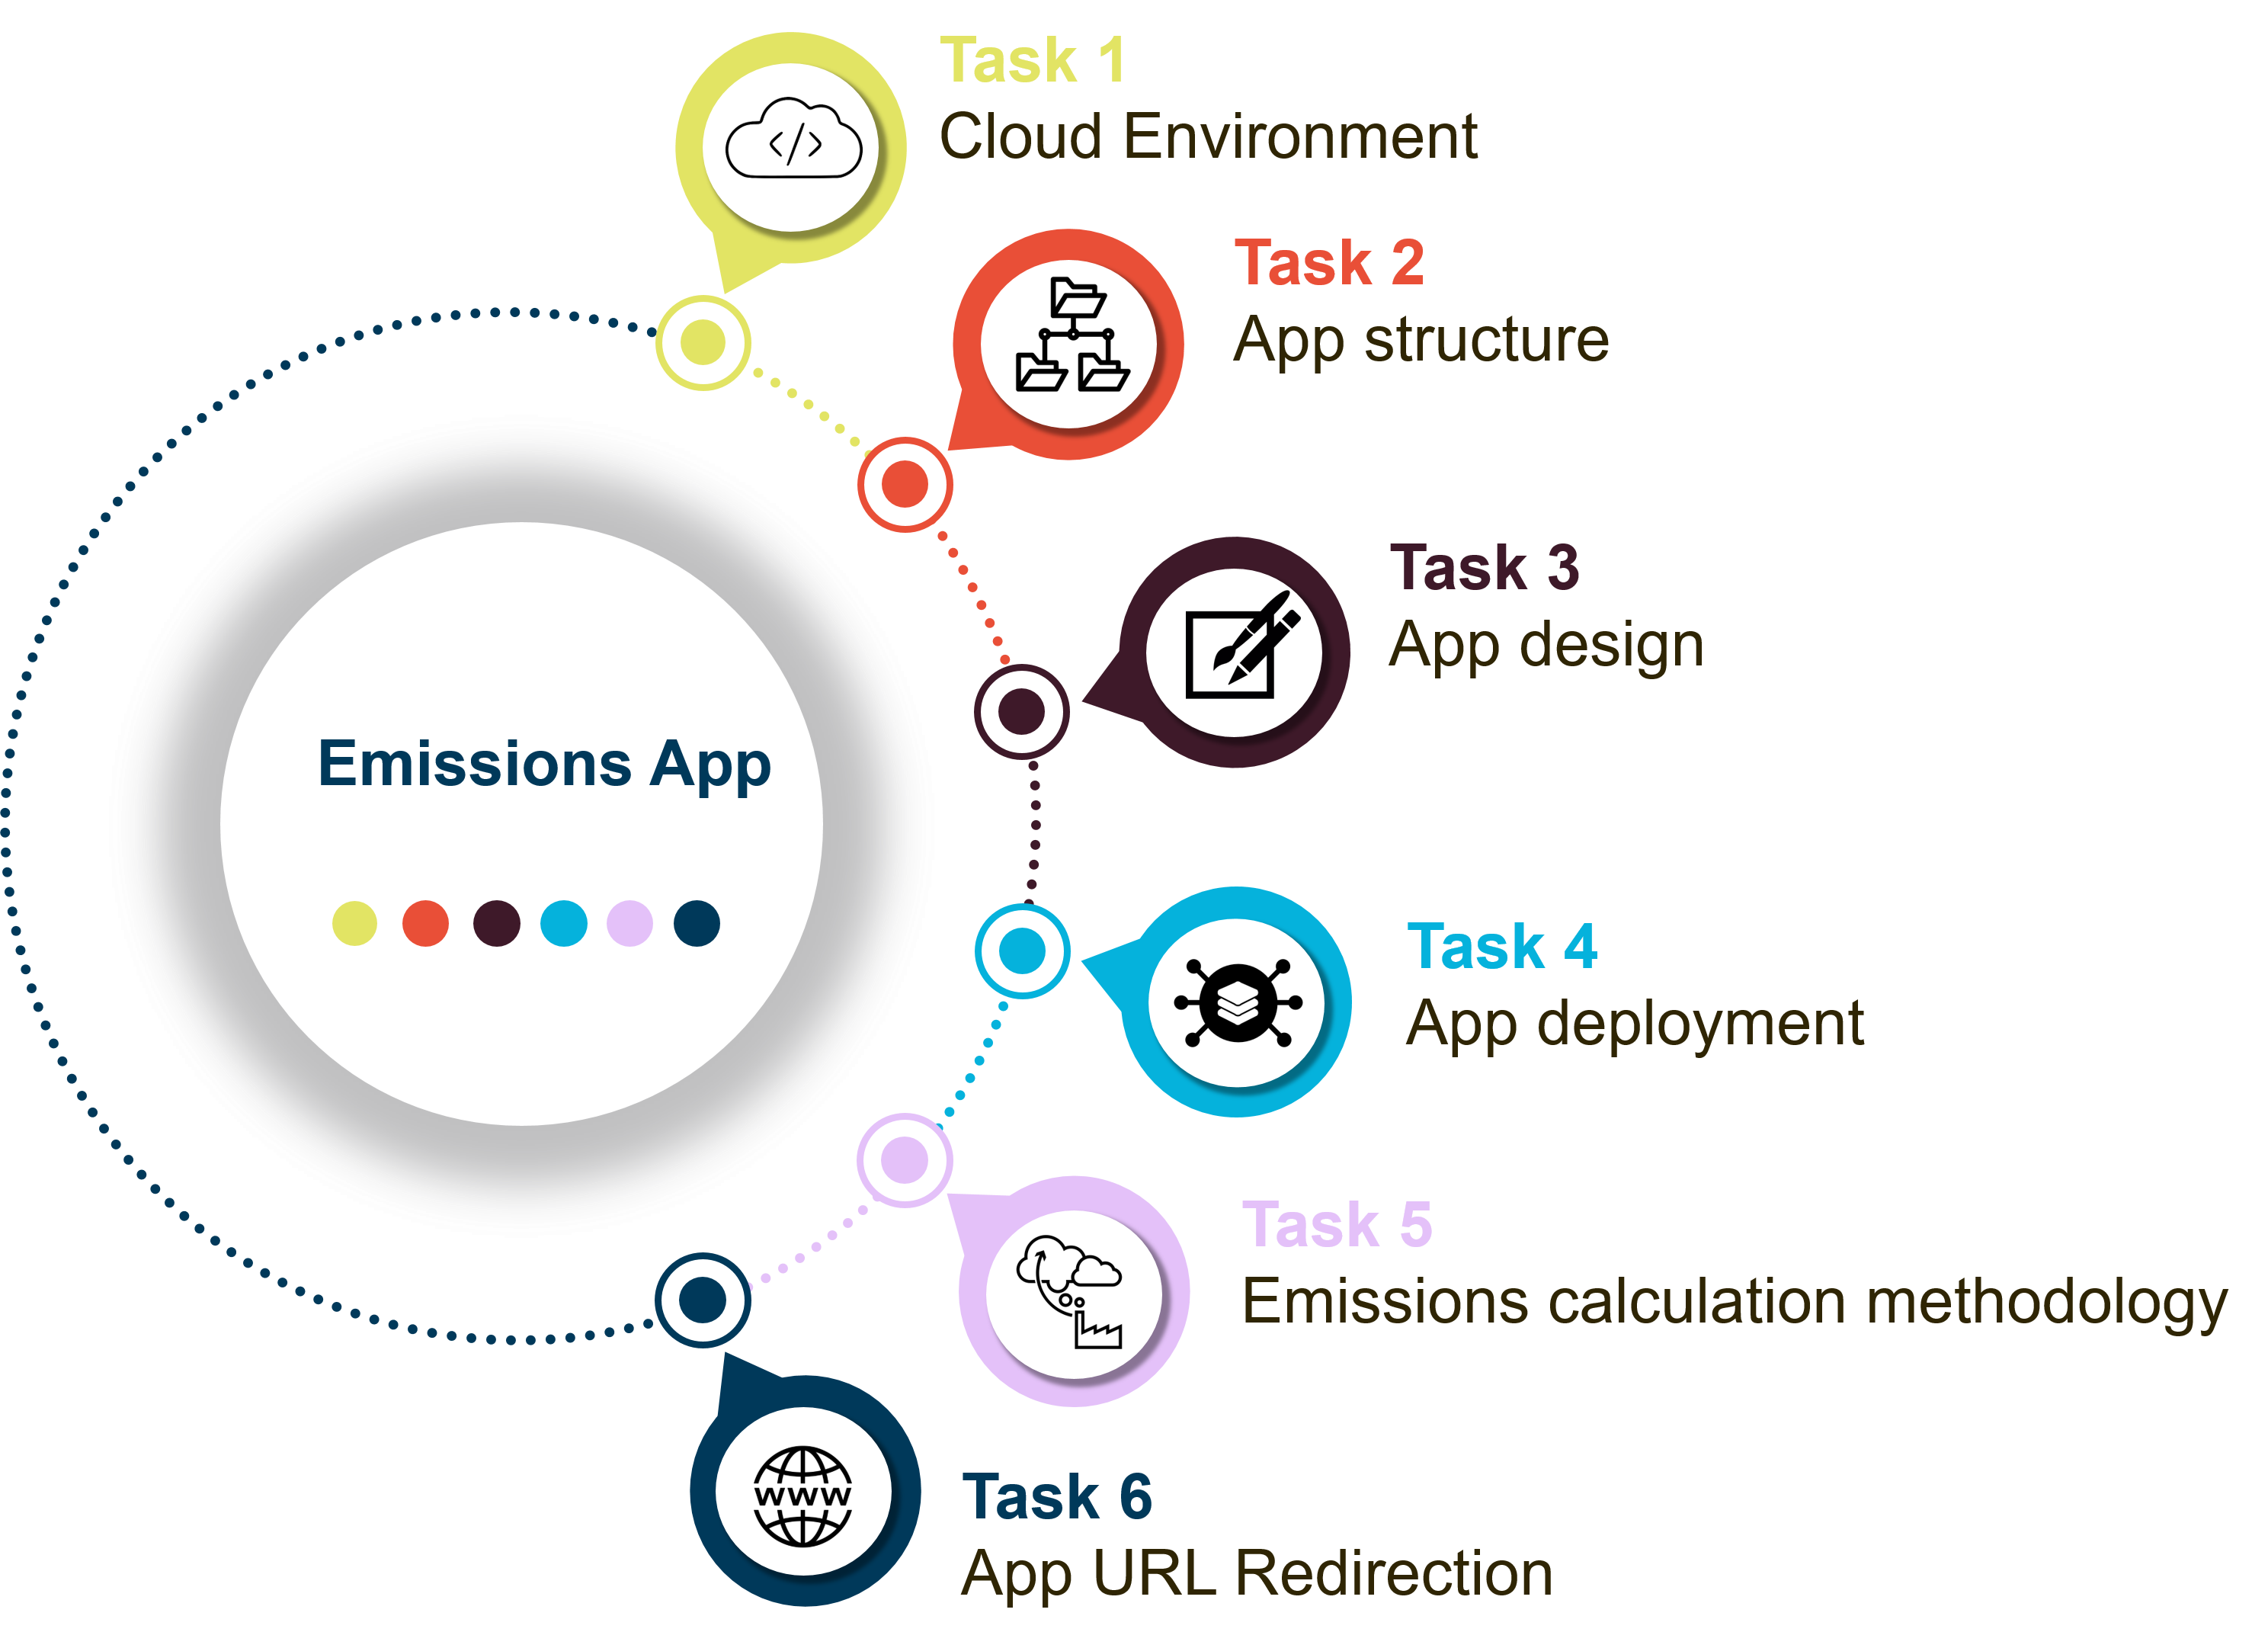 Task 1
Cloud Environment
Task 2
App structure
Task 3
App design
Emissions App
Task 4
App deployment
Task 5
Emissions calculation methodology
www
Task 6
App URL Redirection